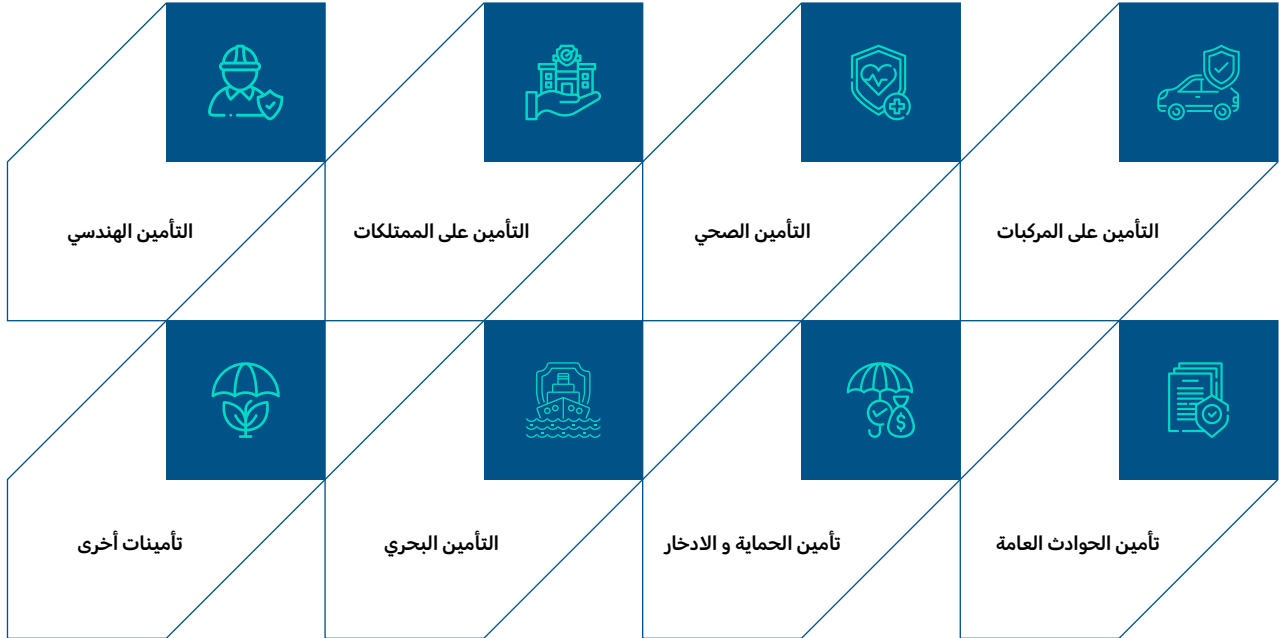 التأمين على المركبات
التأمين الصحي
التأمين على الممتلكات
التأمين الهندسي
تأمين الحوادث العامة
تأمين الحماية و الادخار
التأمين البحري
تأمينات أخرى